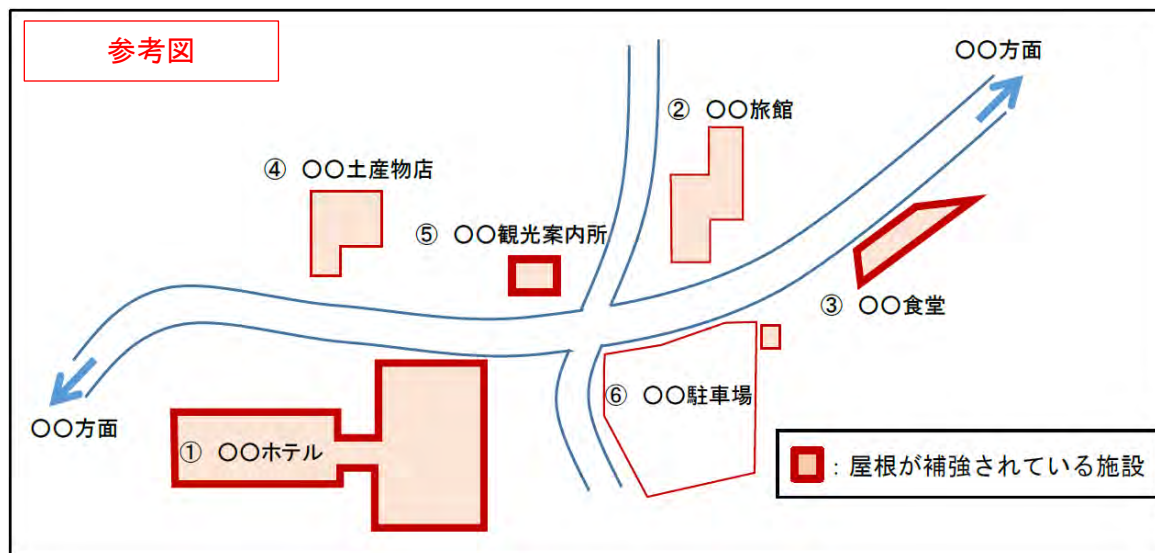 参考図
〇〇方面
② 〇〇旅館
④ 〇〇土産物店
⑤ 〇〇観光案内所
③ 〇〇食堂
⑥ 〇〇駐車場
〇〇方面
① 〇〇ホテル
：屋根が補強されている施設